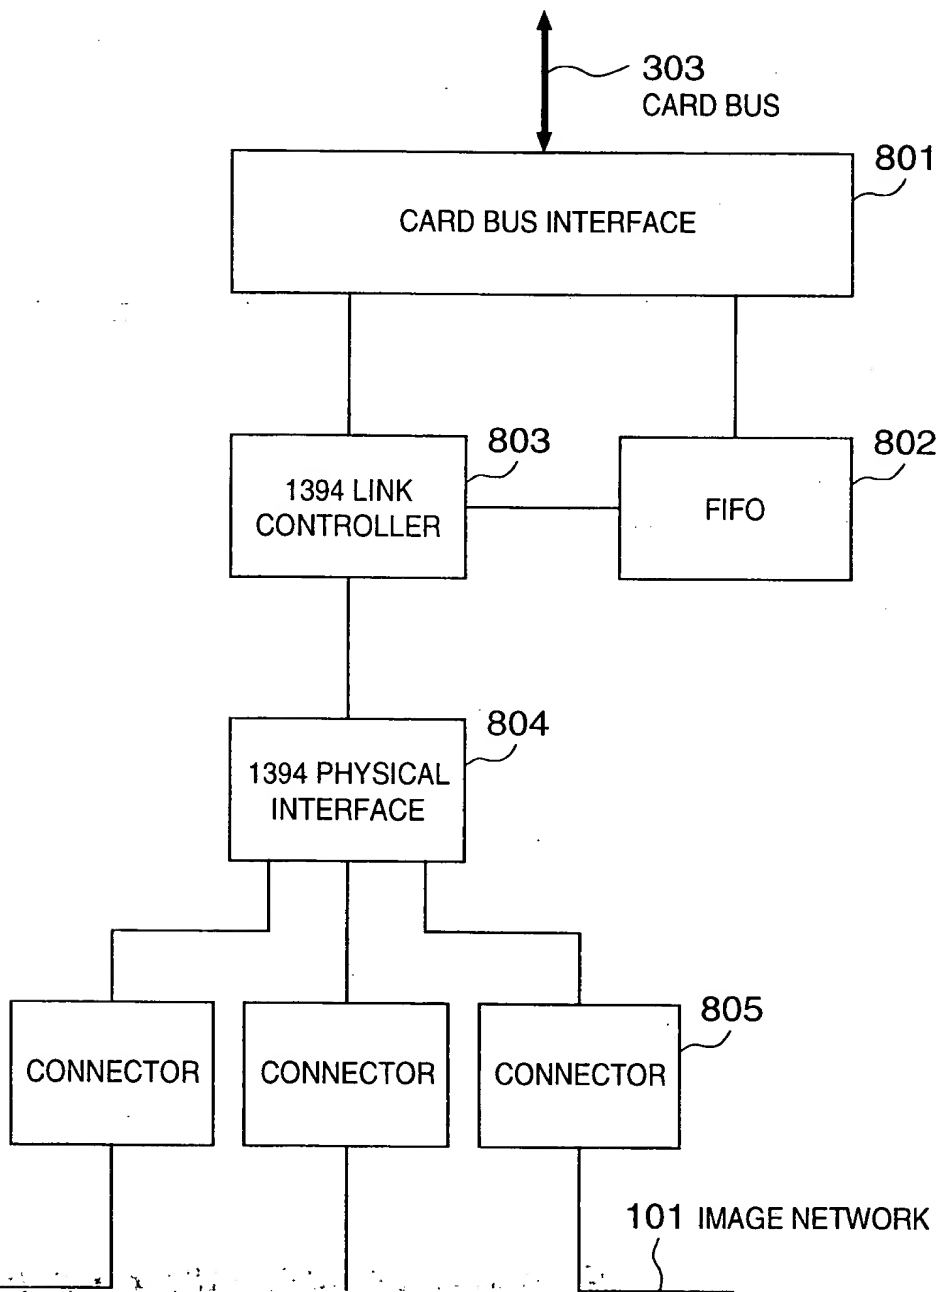 303
CARD BUS
801
CARD BUS INTERFACE
803
802
1394 LINK
CONTROLLER
FIFO
804
1394 PHYSICAL
INTERFACE
805
CONNECTOR
CONNECTOR
CONNECTOR
101 IMAGE NETWORK